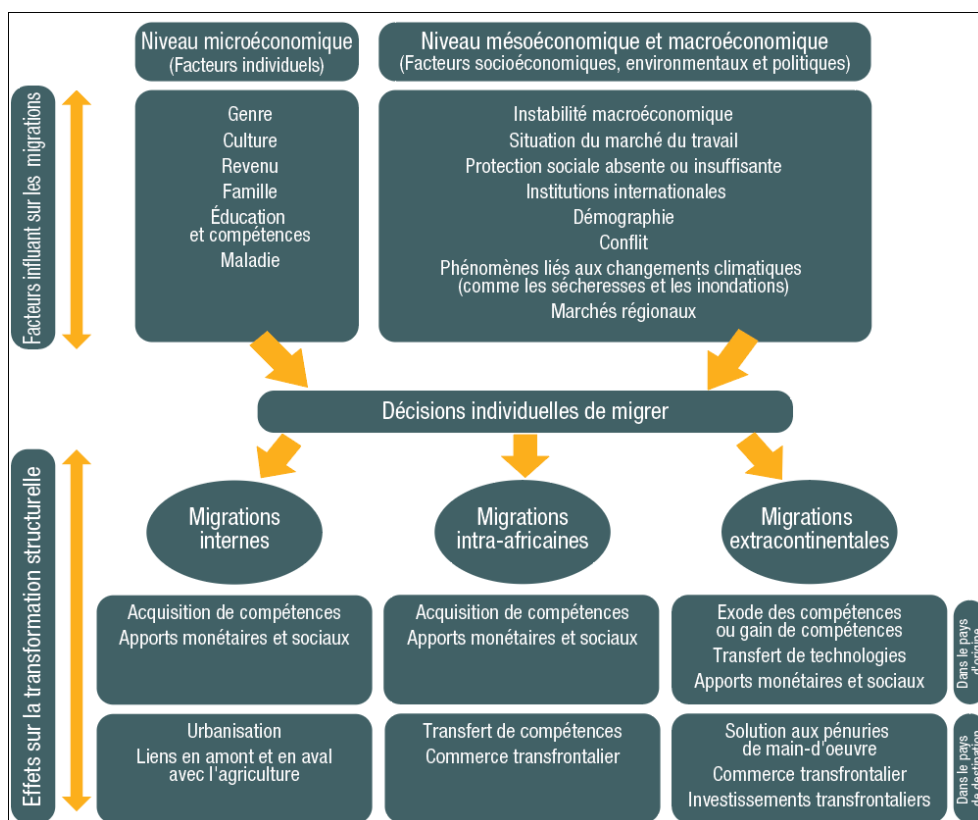 Niveau microéconomique
(Facteurs individuels)
Niveau mésoéconomique et macroéconomique
(Facteurs socioéconomiques, environmentaux et politiques)
Facteurs influant sur les migrations
Genre
Culture
Revenu
Famille
Éducation
et compétences
Maladie
Instabilité macroéconomique
Situation du marché du travail
Protection sociale absente ou insuffisante
Institutions internationales
Démographie
Conflit
Phénomènes liés aux changements climatiques
(comme les sécheresses et les inondations)
Marchés régionaux
Décisions individuelles de migrer
Effets sur la transformation structurelle
Migrations
internes
Migrations
intra-africaines
Migrations
extracontinentales
Acquisition de compétences
Apports monétaires et sociaux
Acquisition de compétences
Apports monétaires et sociaux
Exode des compétences
ou gain de compétences
Transfert de technologies
Apports monétaires et sociaux
Dans le pays
d'origine
Urbanisation
Liens en amont et en aval
avec l'agriculture
Transfert de compétences
Commerce transfrontalier
Solution aux pénuries
de main-d'oeuvre
Commerce transfrontalier
Investissements transfrontaliers
Dans le pays
de destination